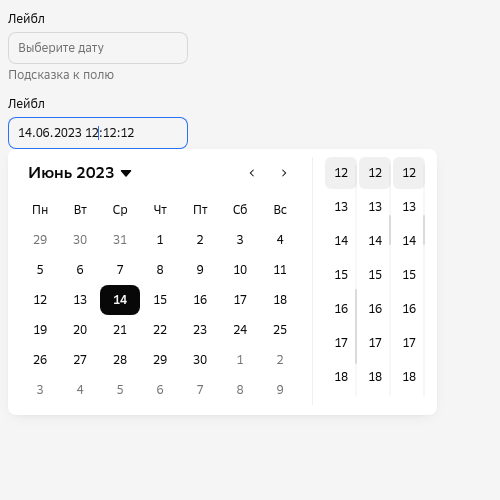 Лейбл
Выберите дату
Подсказка к полю
Лейбл
14.06.2023 12:12:12
Июнь 2023
Пн Вт Ср Чт Пт Сб Вс
29 30 31 1 2 3 4
5 6 7 8 9 10 11
12 13 14 15 16 17 18
19 20 21 22 23 24 25
26 27 28 29 30 1 2
3 4 5 6 7 8 9
12 12 12
13 13 13
14 14 14
15 15 15
16 16 16
17 17 17
18 18 18